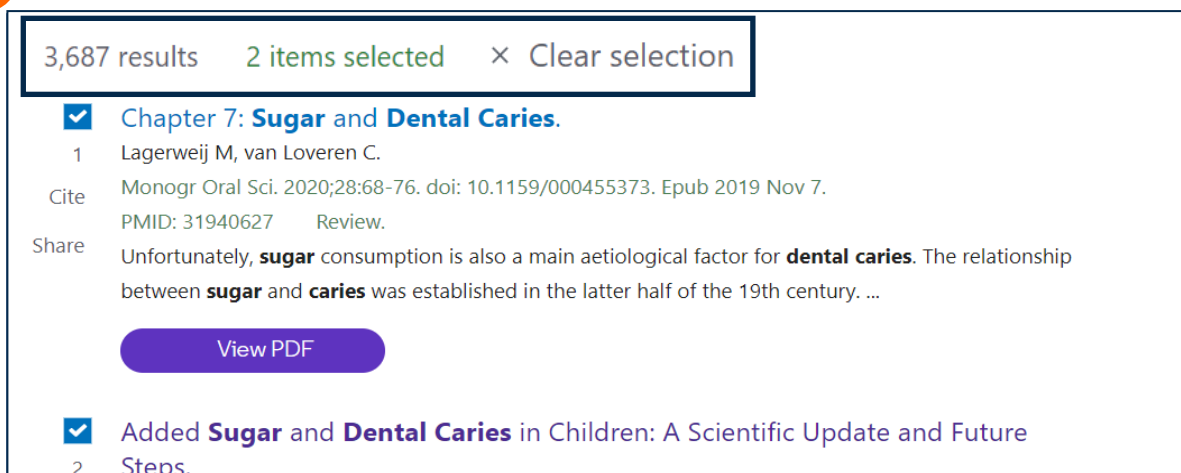 3,687 results 2 items selected × Clear selection
Chapter 7: Sugar and Dental Caries.
1 Lagerweij M, van Loveren C.
Cite Monogr Oral Sci. 2020;28:68-76. doi: 10.1159/000455373. Epub 2019 Nov 7.
PMID: 31940627 Review.
Share Unfortunately, sugar consumption is also a main aetiological factor for dental caries. The relationship
between sugar and caries was established in the latter half of the 19th century. ...
View PDF
Added Sugar and Dental Caries in Children: A Scientific Update and Future
2 Steps.